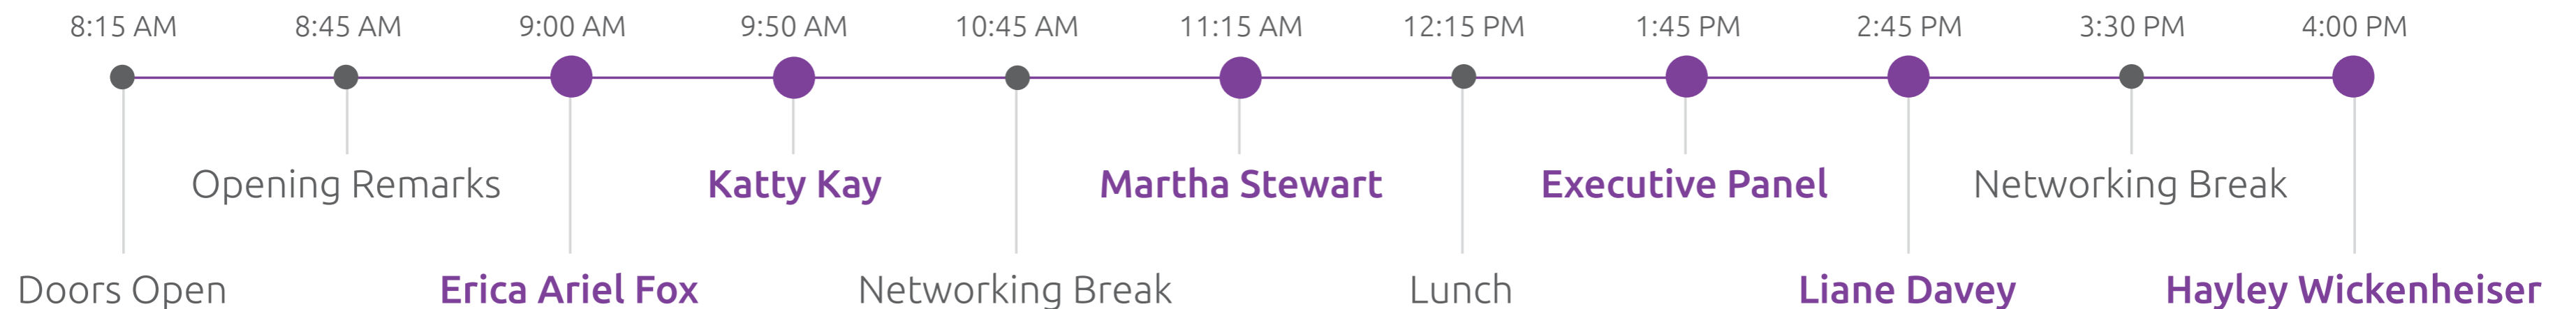 8:15 AM 8:45 AM 9:00 AM 9:50 AM 10:45 AM 11:15 AM 12:15 PM 1:45 PM 2:45 PM 3:30 PM 4:00 PM
Opening Remarks Katty Kay Martha Stewart Executive Panel Networking Break
Doors Open Erica Ariel Fox Networking Break Lunch Liane Davey Hayley Wickenheiser